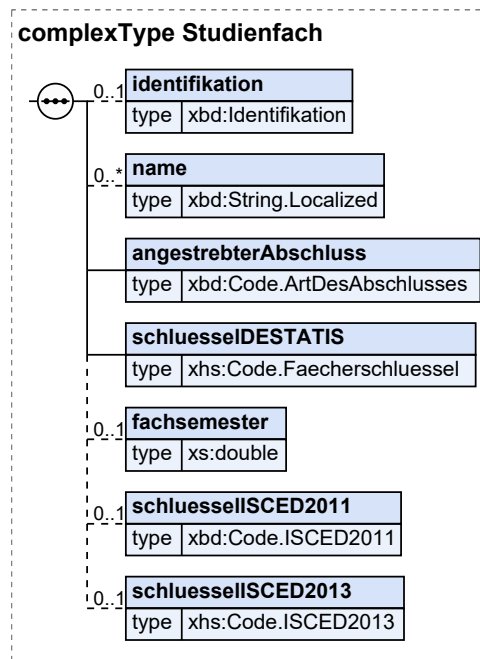 complexType Studienfach
0..1 identifikation
type xbd:Identifikation
0..* name
type xbd:String.Localized
angestrebterAbschluss
type xbd:Code.ArtDesAbschlusses
schluesselDESTATIS
type xhs:Code.Faecherschluessel
0..1 fachsemester
type xs:double
0..1 schluesselISCED2011
type xbd:Code.ISCED2011
0..1 schluesselISCED2013
type xhs:Code.ISCED2013